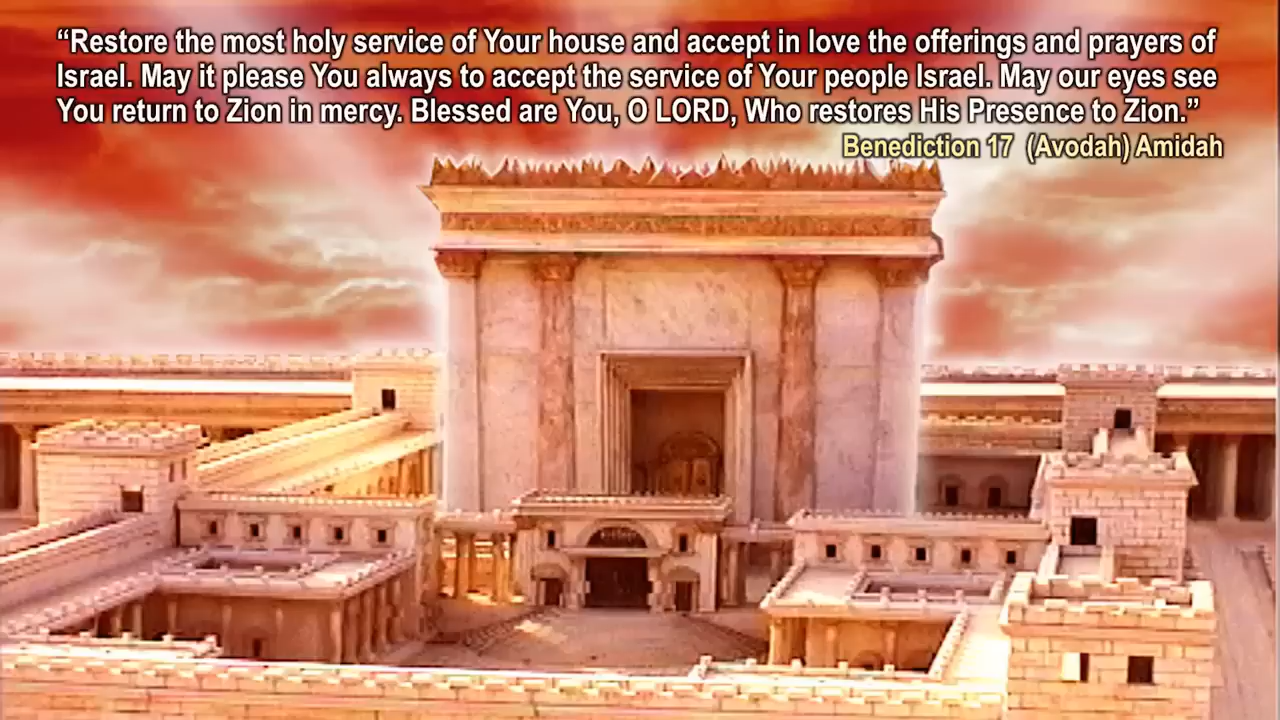 “Restore the most holy service of Your house and accept in love the offerings and prayers of
Israel. May it please You always to accept the service of Your people Israel. May our eyes see
You return to Zion in mercy. Blessed are You, O LORD, Who restores His Presence to Zion.”
Benediction 17 (Avodah) Amidah